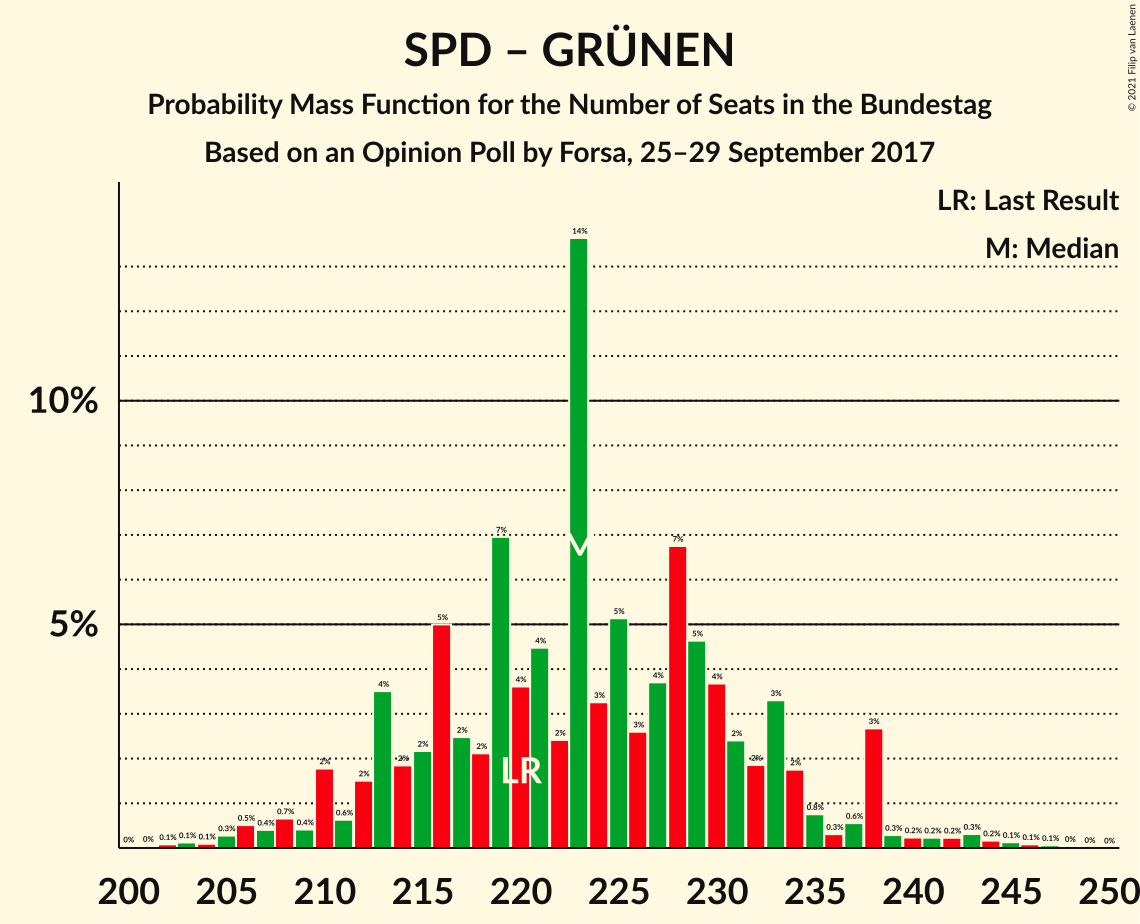 SPD – GRÜNEN
Probability Mass Function for the Number of Seats in the Bundestag
Based on an Opinion Poll by Forsa, 25–29 September 2017
© 2021 Filip van Laenen
LR: Last Result
M: Median
10%
5%
0% 0% 0.1% 0.1% 0.1% 0.3% 0.5% 0.4% 0.7% 0.4% 2% 0.6% 2% 4% 2% 2% 5% 2% 2% 7% 4% 4% 2% 14% 3% 5% 3% 4% 7% 5% 4% 2% 2% 3% 2% 0.8% 0.3% 0.6% 3% 0.3% 0.2% 0.2% 0.2% 0.3% 0.2% 0.1% 0.1% 0.1% 0% 0% 0%
M
LR
200 205 210 215 220 225 230 235 240 245 250